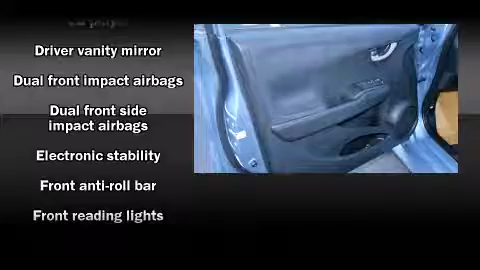 Driver vanity mirror
Dual front impact airbags
Dual front side
impact airbags
Electronic stability
Front anti-roll bar
Front reading lights